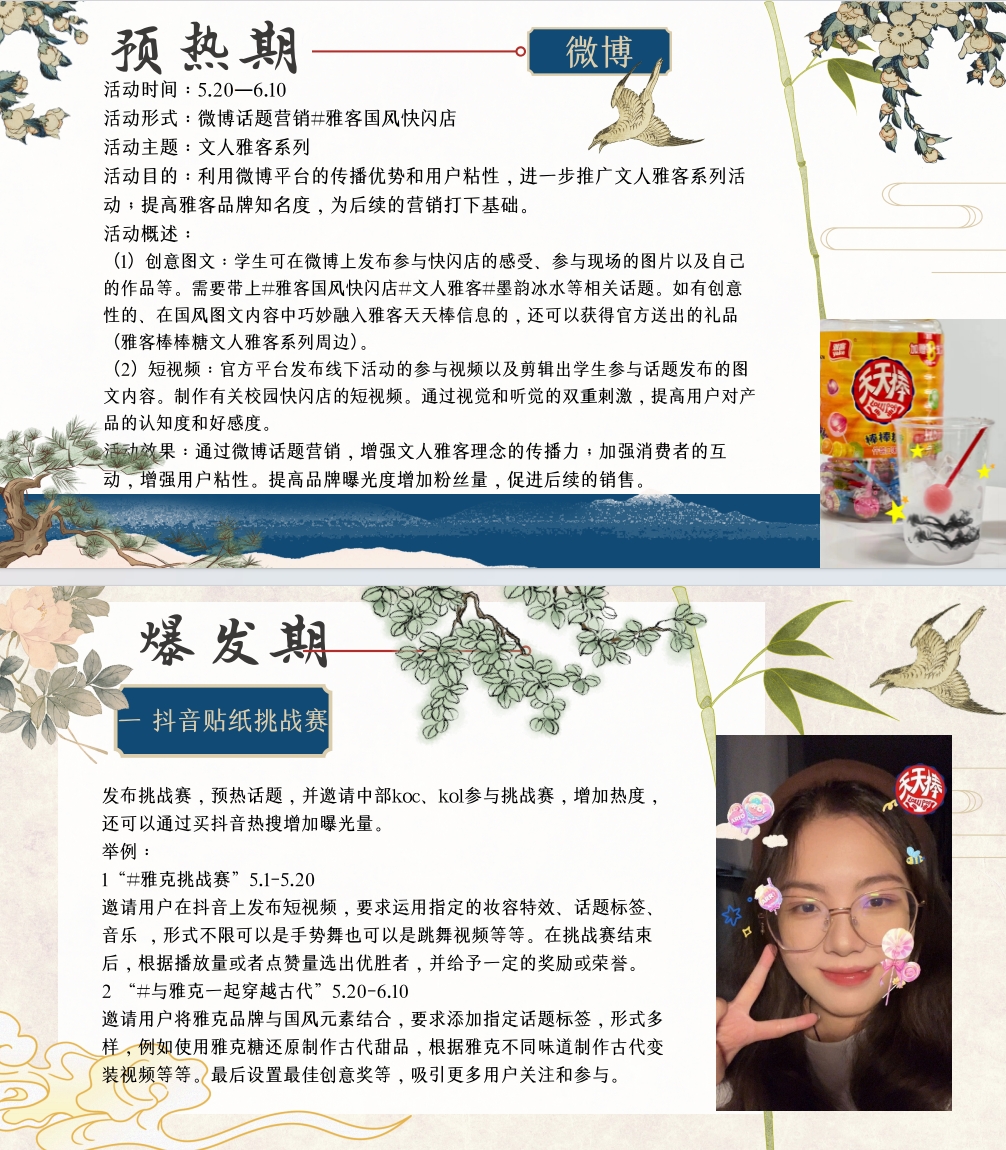 预热期
微博
活动时间：5.20—6.10
活动形式：微博话题营销#雅客国风快闪店
活动主题：文人雅客系列
活动目的：利用微博平台的传播优势和用户粘性，进一步推广文人雅客系列活
动；提高雅客品牌知名度，为后续的营销打下基础。
活动概述：
（1）创意图文：学生可在微博上发布参与快闪店的感受、参与现场的图片以及自己
的作品等。需要带上#雅客国风快闪店#文人雅客#墨韵冰水等相关话题。如有创意
性的、在国风图文内容中巧妙融入雅客天天棒信息的，还可以获得官方送出的礼品
（雅客棒棒糖文人雅客系列周边）。
（2）短视频：官方平台发布线下活动的参与视频以及剪辑出学生参与话题发布的图
文内容。制作有关校园快闪店的短视频。通过视觉和听觉的双重刺激，提高用户对产
品的认知度和好感度。
活动效果：通过微博话题营销，增强文人雅客理念的传播力；加强消费者的互
动，增强用户粘性。提高品牌曝光度增加粉丝量，促进后续的销售。
天天棒
棒棒
爆发期
一 抖音贴纸挑战赛
发布挑战赛，预热话题，并邀请中部koc、kol参与挑战赛，增加热度，
还可以通过买抖音热搜增加曝光量。
举例：
1“#雅克挑战赛”5.1-5.20
邀请用户在抖音上发布短视频，要求运用指定的妆容特效、话题标签、
音乐 ，形式不限可以是手势舞也可以是跳舞视频等等。在挑战赛结束
后，根据播放量或者点赞量选出优胜者，并给予一定的奖励或荣誉。
2 “#与雅克一起穿越古代”5.20-6.10
邀请用户将雅克品牌与国风元素结合，要求添加指定话题标签，形式多
样，例如使用雅克糖还原制作古代甜品，根据雅克不同味道制作古代变
装视频等等。最后设置最佳创意奖等，吸引更多用户关注和参与。
天天棒